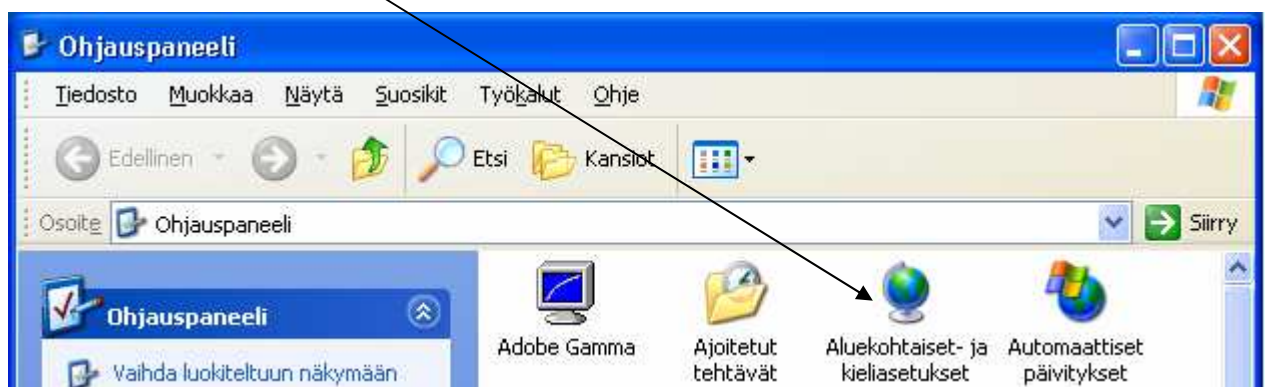 Ohjauspaneeli
Tiedosto Muokkaa Näytä Suosikit Työkalut Ohje
Edellinen Etsi Kansiot
Osoite Ohjauspaneeli Siirry
Ohjauspaneeli
Vaihda luokiteltuun näkymään
Adobe Gamma
Ajoitetut
tehtävät
Aluekohtaiset- ja
kieliasetukset
Automaattiset
päivitykset